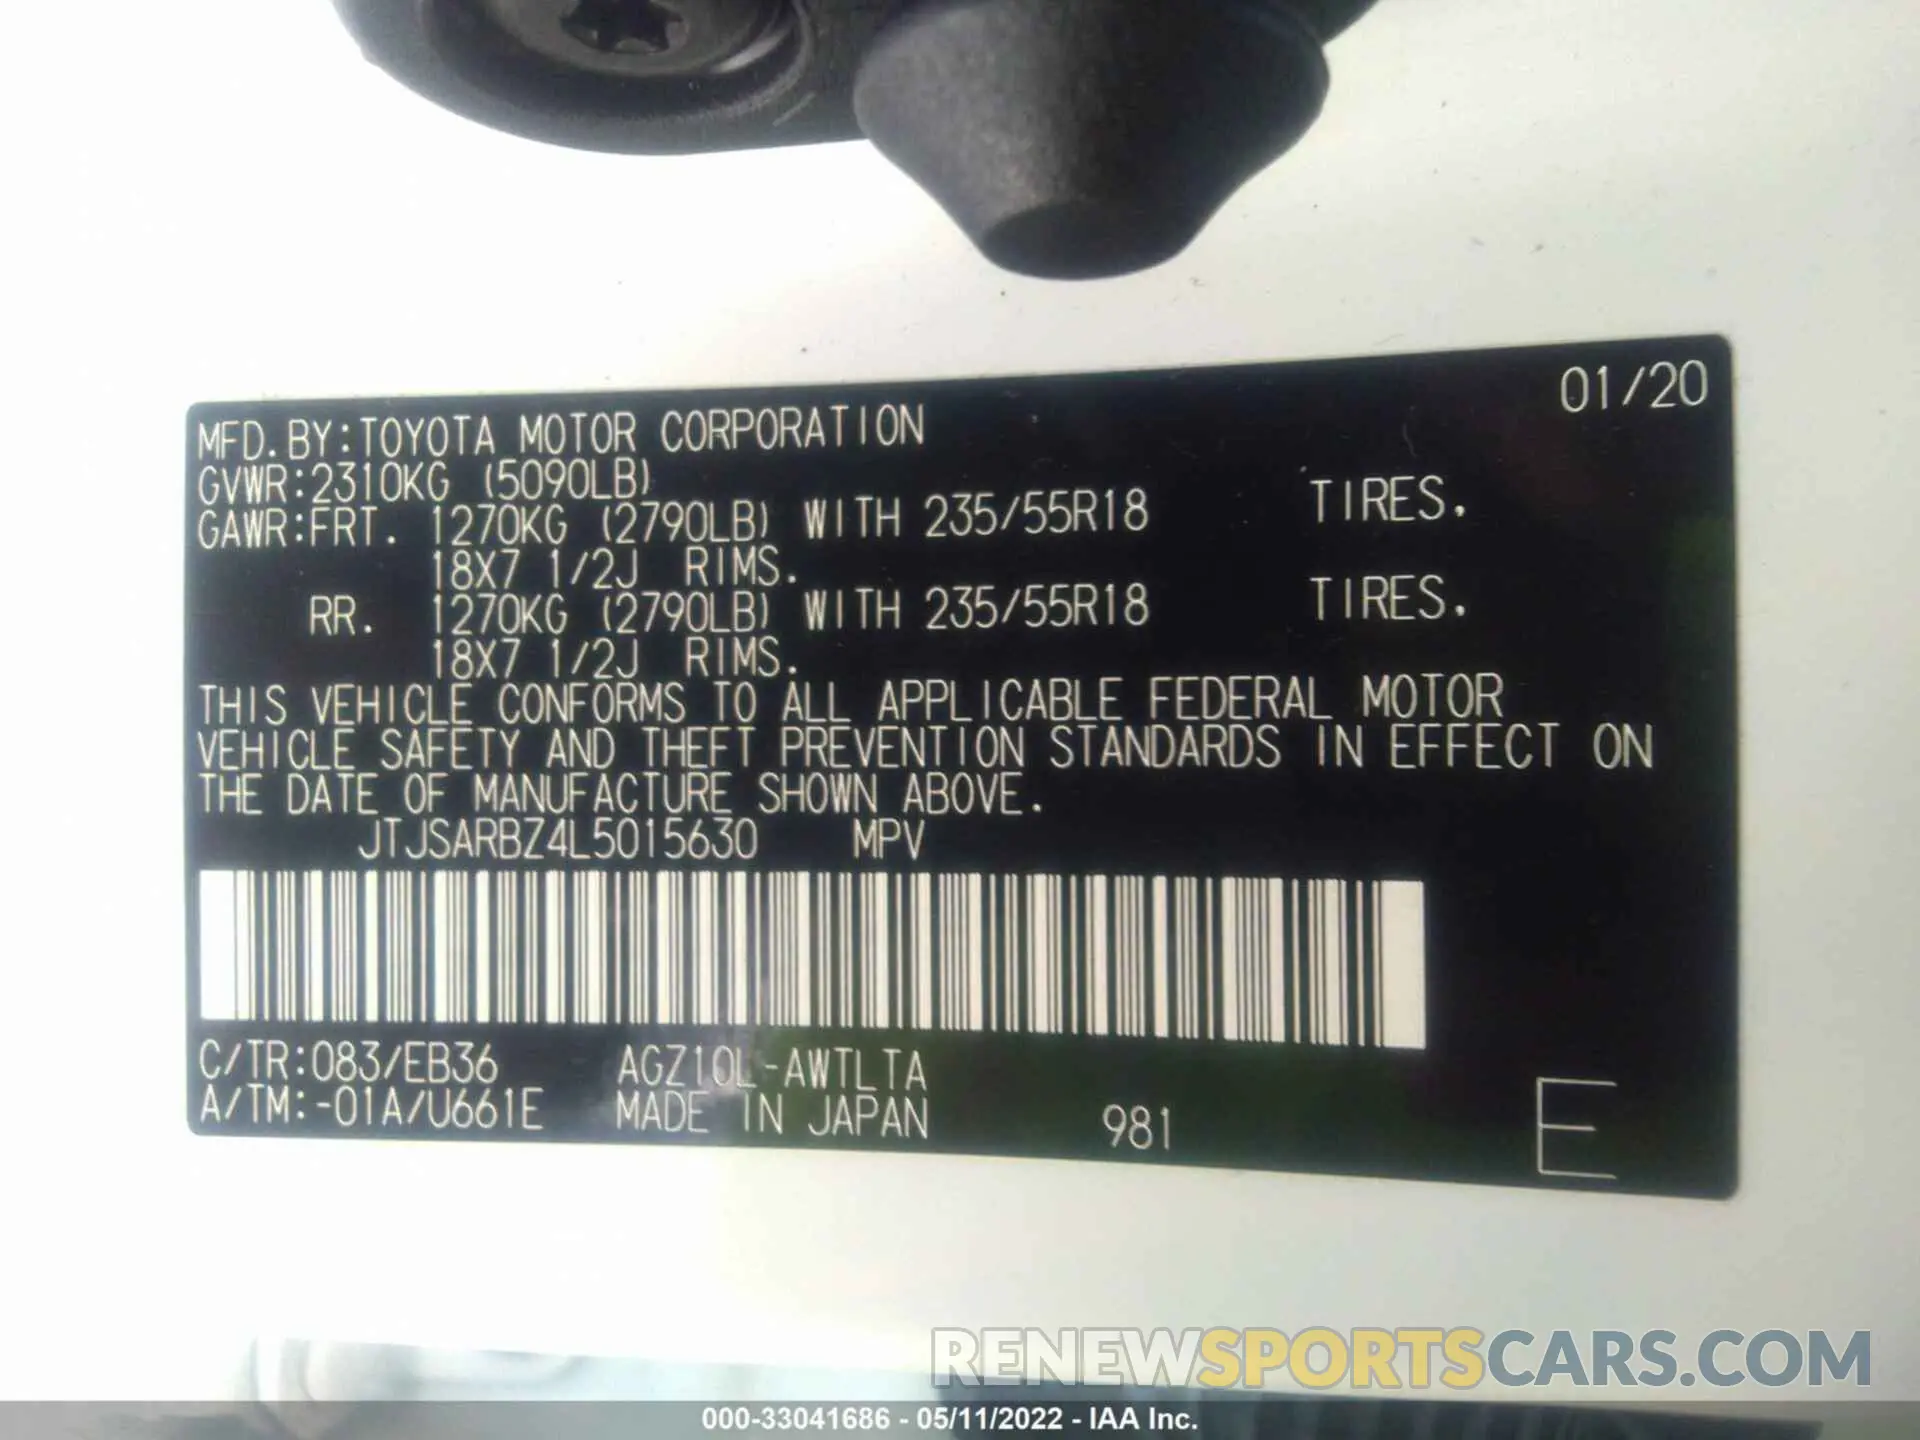 01/20
MFD.BY:TOYOTA MOTOR CORPORATION
GVWR:2310KG (5090LB)
GAWR:FRT. 1270KG (2790LB) WITH 235/55R18 TIRES.
18X7 1/2J RIMS.
RR. 1270KG (2790LB) WITH 235/55R18 TIRES.
18X7 1/2J RIMS.
THIS VEHICLE CONFORMS TO ALL APPLICABLE FEDERAL MOTOR
VEHICLE SAFETY AND THEFT PREVENTION STANDARDS IN EFFECT ON
THE DATE OF MANUFACTURE SHOWN ABOVE.
JTJSARBZ4L5015630 MPV
C/TR:083/EB36 AGZ10L-AWTLTA
A/TM:-01A/U661E MADE IN JAPAN 981
E
RENEWSPORTSCARS.COM
000-33041686 - 05/11/2022 - IAA Inc.